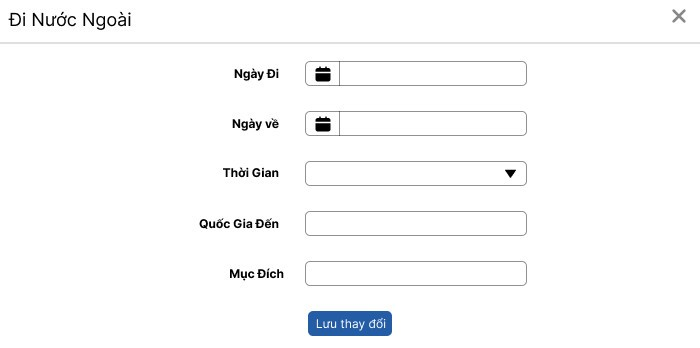 Đi Nước Ngoài
Ngày Đi
Ngày về
Thời Gian
Quốc Gia Đến
Mục Đích
Lưu thay đổi